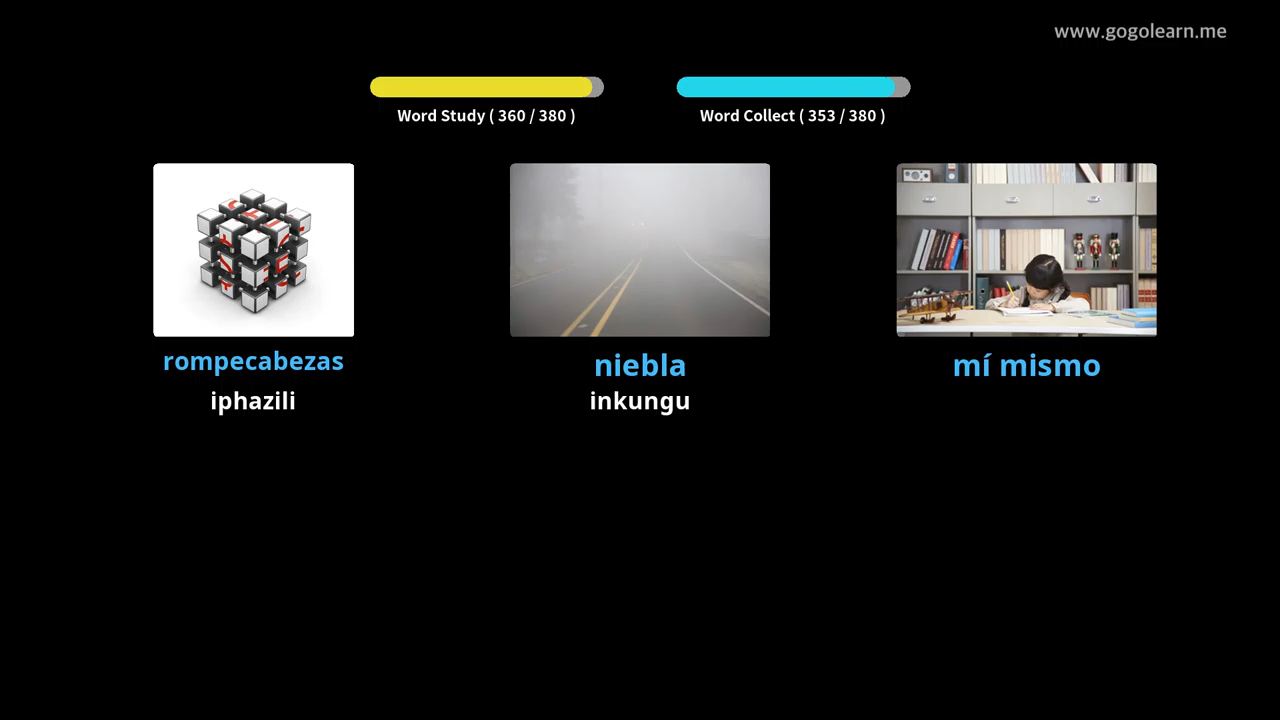 www.gogolearn.me
Word Study ( 360 / 380 )
Word Collect ( 353 / 380 )
rompecabezas
iphazili
niebla
inkungu
mí mismo